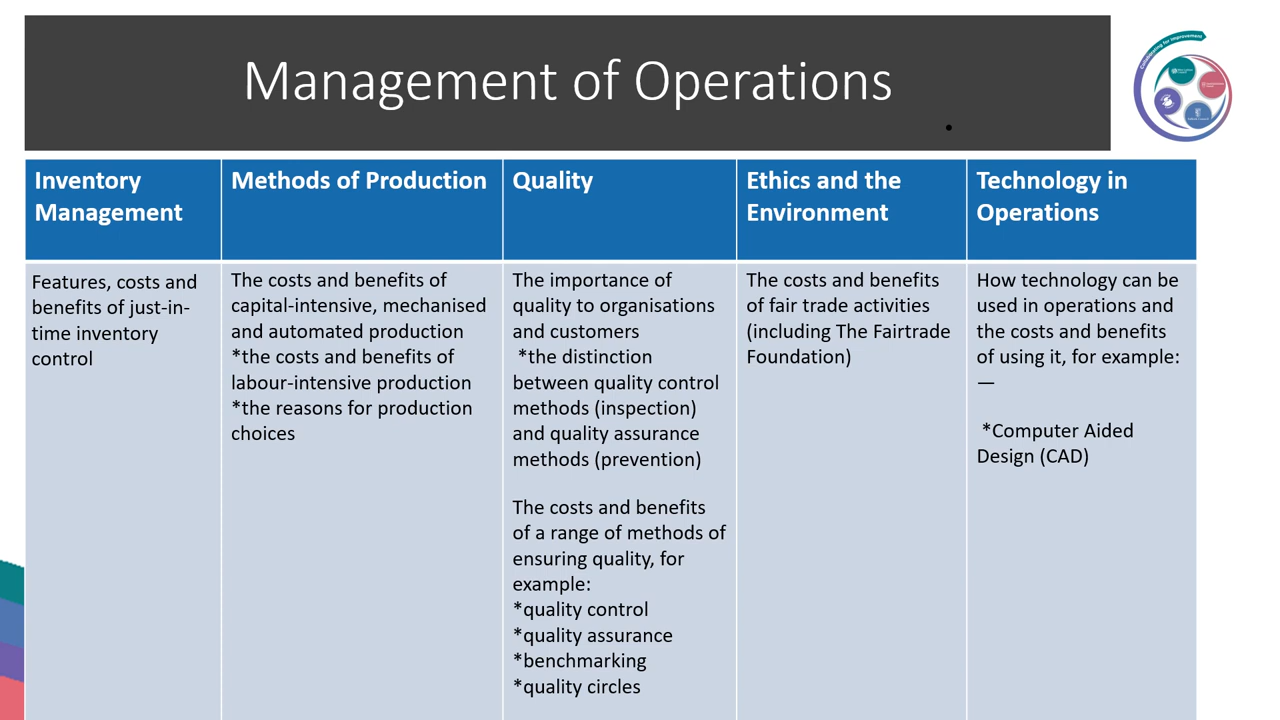 Management of Operations
Collaborating for Improvement
Inventory
Management
Methods of Production
Quality
Ethics and the
Environment
Technology in
Operations
Features, costs and
benefits of just-in-
time inventory
control
The costs and benefits of
capital-intensive, mechanised
and automated production
*the costs and benefits of
labour-intensive production
*the reasons for production
choices
The importance of
quality to organisations
and customers
*the distinction
between quality control
methods (inspection)
and quality assurance
methods (prevention)
The costs and benefits
of a range of methods of
ensuring quality, for
example:
*quality control
*quality assurance
*benchmarking
*quality circles
The costs and benefits
of fair trade activities
(including The Fairtrade
Foundation)
How technology can be
used in operations and
the costs and benefits
of using it, for example:
—
*Computer Aided
Design (CAD)